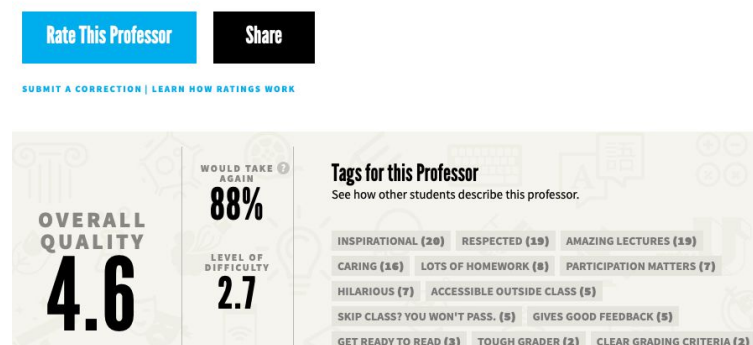 Rate This Professor
Share
SUBMIT A CORRECTION | LEARN HOW RATINGS WORK
OVERALL
QUALITY
4.6
WOULD TAKE ?
AGAIN
88%
LEVEL OF
DIFFICULTY
2.7
Tags for this Professor
See how other students describe this professor.
INSPIRATIONAL (20) RESPECTED (19) AMAZING LECTURES (19)
CARING (16) LOTS OF HOMEWORK (8) PARTICIPATION MATTERS (7)
HILARIOUS (7) ACCESSIBLE OUTSIDE CLASS (5)
SKIP CLASS? YOU WON'T PASS. (5) GIVES GOOD FEEDBACK (5)
GET READY TO READ (3) TOUGH GRADER (2) CLEAR GRADING CRITERIA (2)